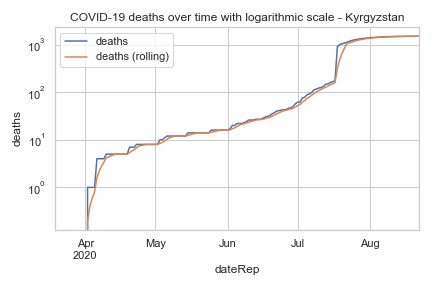 COVID-19 deaths over time with logarithmic scale - Kyrgyzstan
deaths
deaths (rolling)
deaths
10³
10²
10¹
10⁰
Apr
2020
May
Jun
Jul
Aug
dateRep